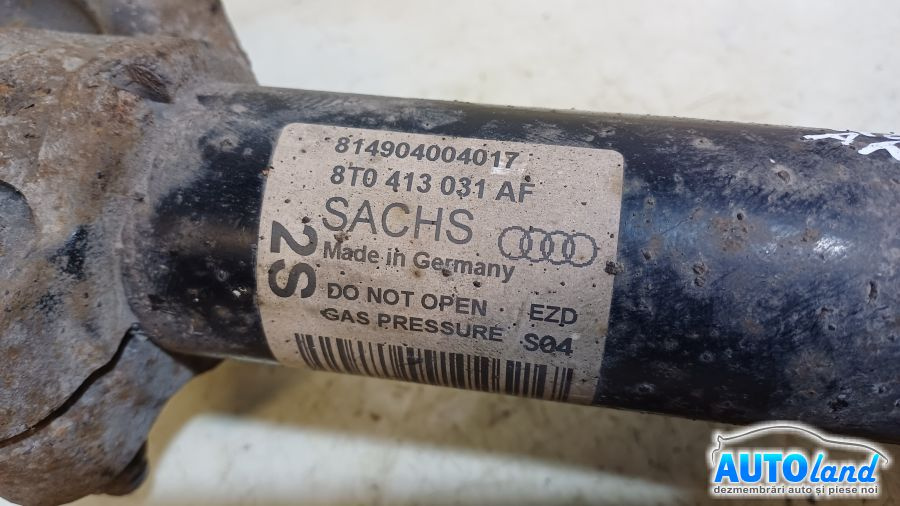 814904004017
8T0 413 031 AF
SACHS
Made in Germany
2S
DO NOT OPEN EZD
GAS PRESSURE S04
AUTOland
dezmembrări auto și piese noi